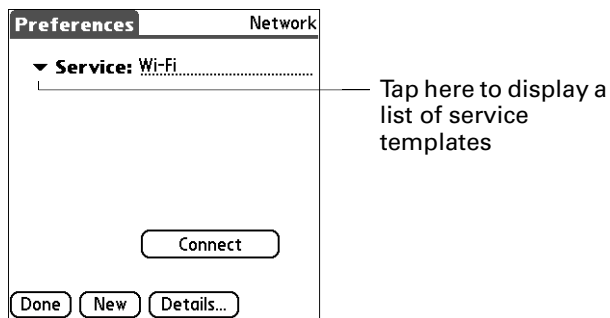 Preferences Network
Service: Wi-Fi
Tap here to display a
list of service
templates
Connect
Done New Details...